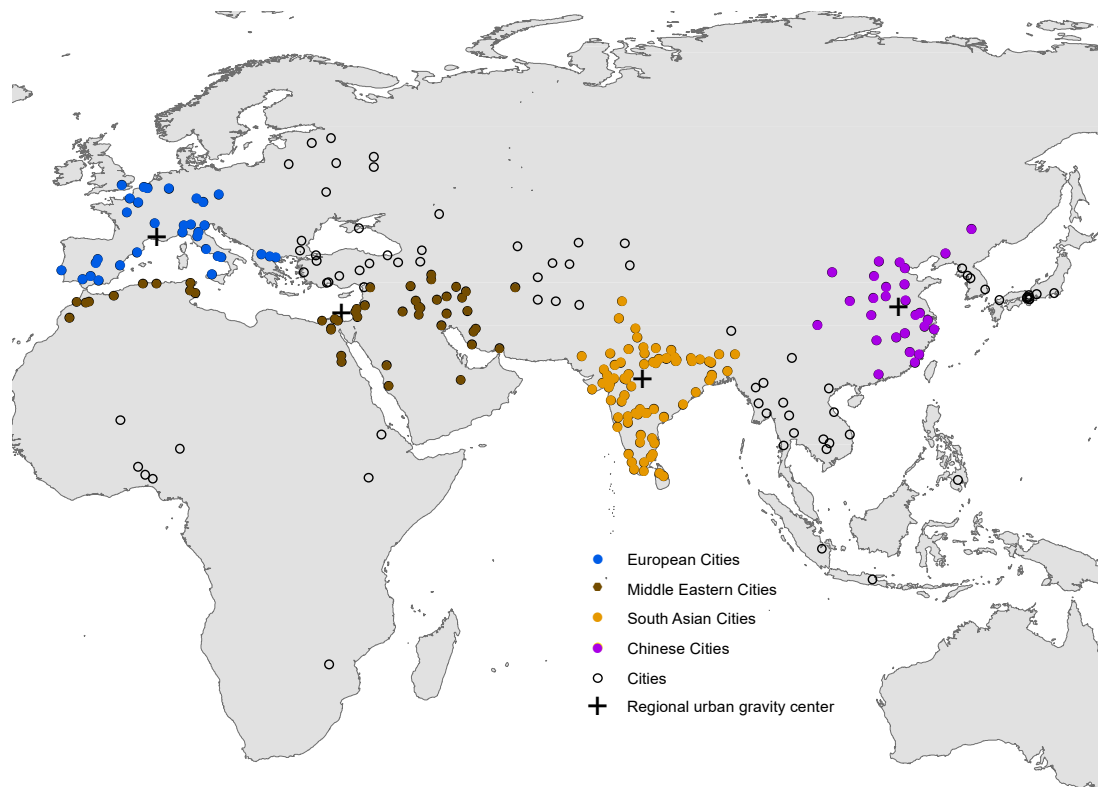 European Cities
Middle Eastern Cities
South Asian Cities
Chinese Cities
Cities
Regional urban gravity center